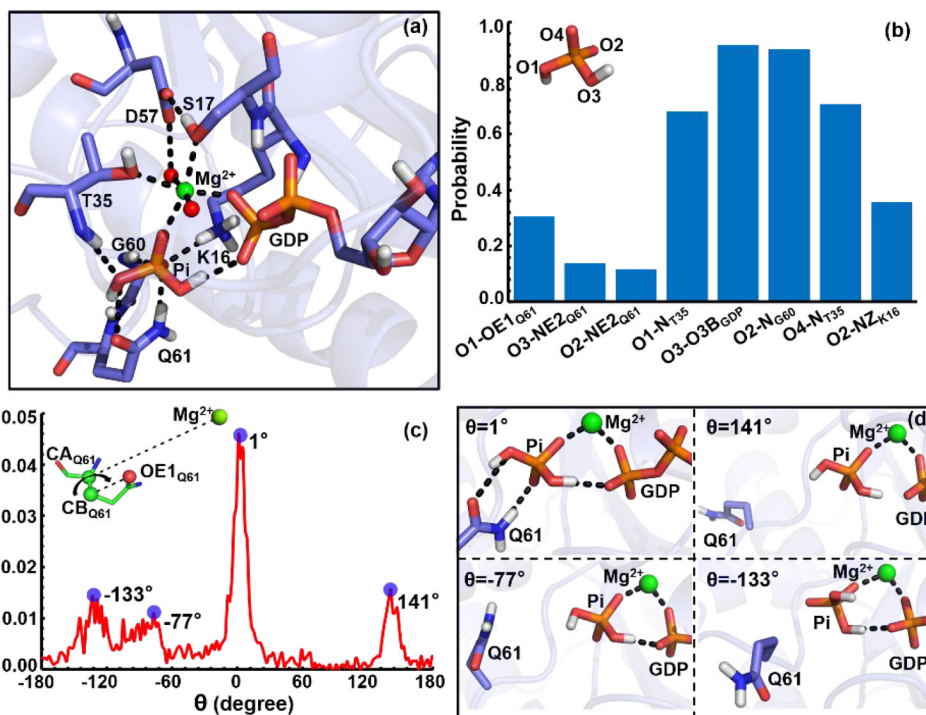 (a)
D57
S17
Mg²⁺
T35
G60
Pi
K16
GDP
Q61
(b)
Probability
1.0
0.8
0.6
0.4
0.2
0.0
O4
O2
O1
O3
O1-OE1Q61
O3-NE2Q61
O2-NE2Q61
O1-NT35
O3-O3BGDP
O2-NG60
O4-NT35
O2-NZK16
(c)
0.05
0.04
0.03
0.02
0.01
0.00
Mg²⁺
CAQ61
OE1Q61
CBQ61
1°
-133°
-77°
141°
-180 -120 -60 0 60 120 180
θ (degree)
(d)
θ=1°
Mg²⁺
Pi
GDP
Q61
θ=141°
Mg²⁺
Pi
Q61
GDI
θ=-77°
Mg²⁺
Pi
Q61
GDP
θ=-133°
Mg²⁺
Pi
Q61
GDP